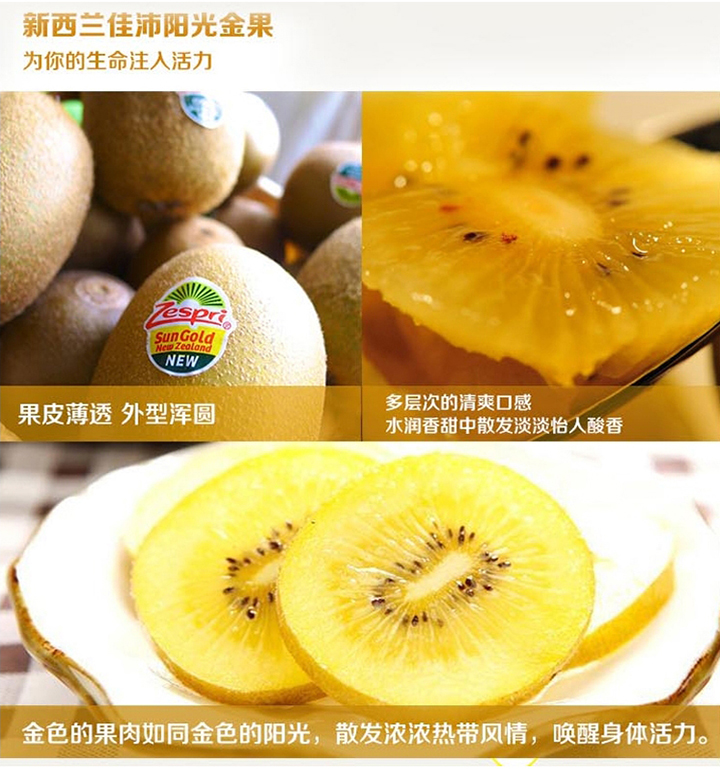 新西兰佳沛阳光金果
为你的生命注入活力
Zespri®
SunGold
New Zealand
NEW
果皮薄透 外型浑圆
多层次的清爽口感
水润香甜中散发淡淡怡人酸香
金色的果肉如同金色的阳光，散发浓浓热带风情，唤醒身体活力。